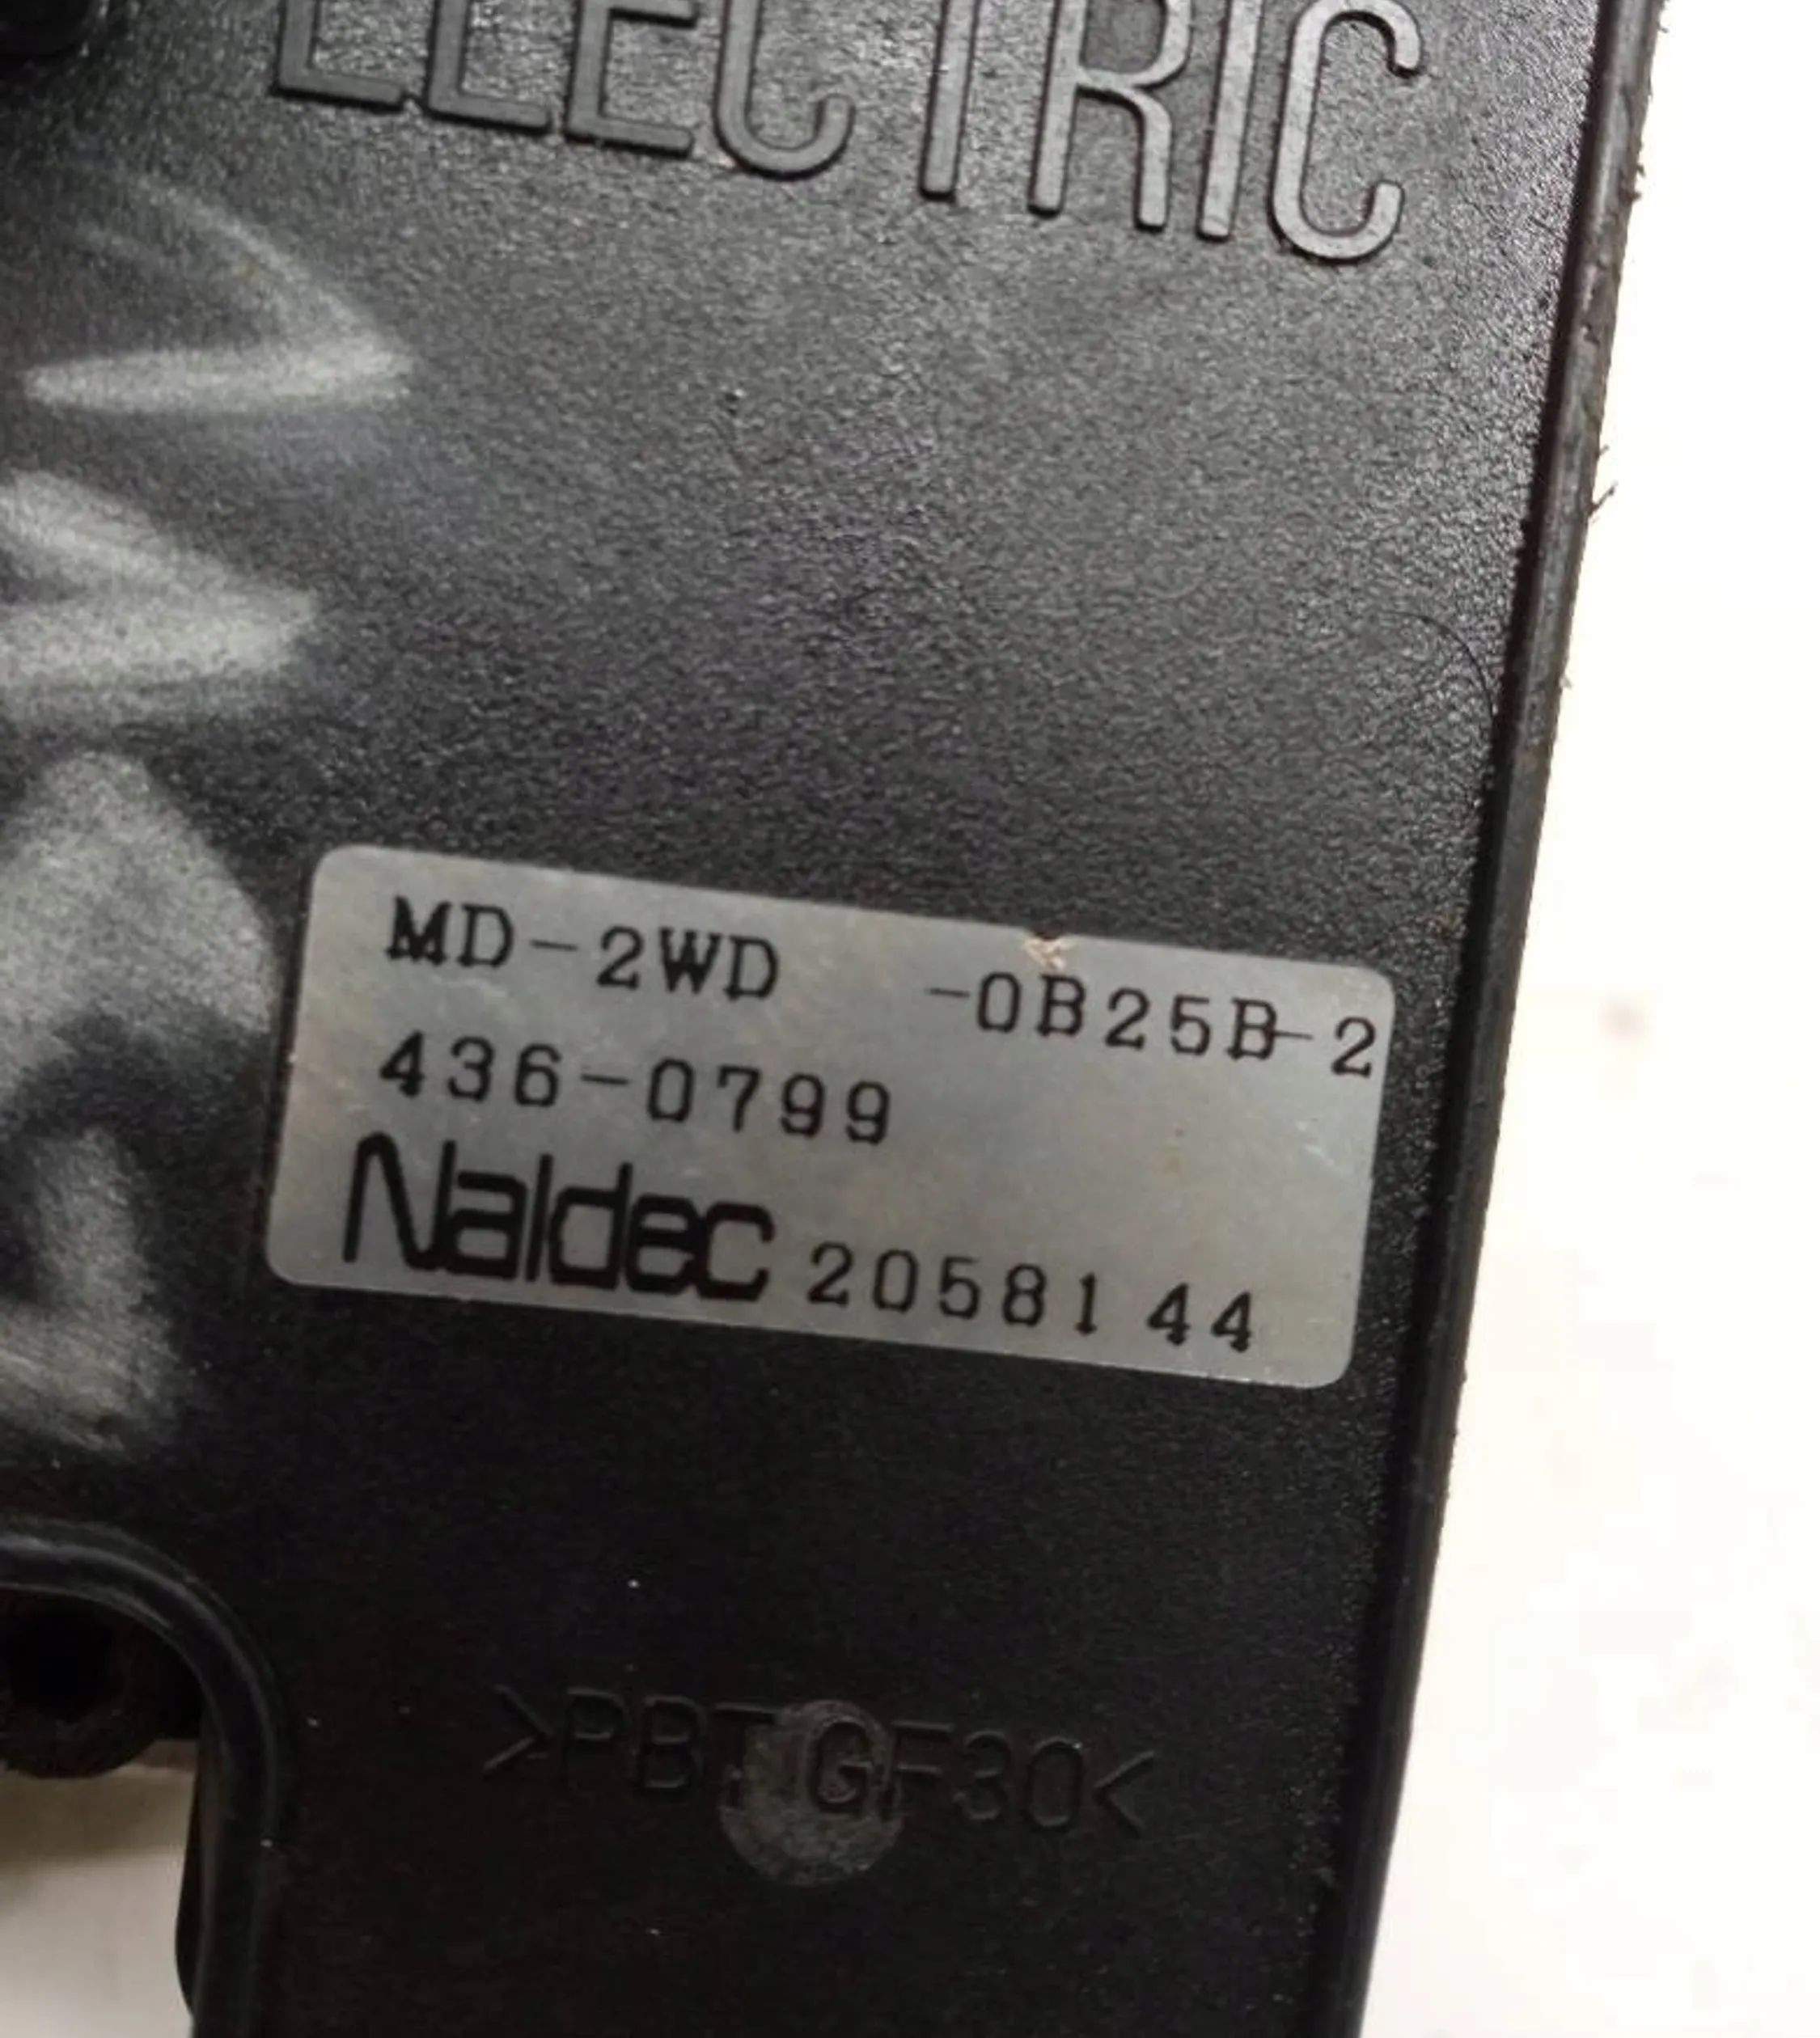 ELECTRIC
MD-2WD -0B25B-2
436-0799
Naldec 2058144
>PBT GF30<